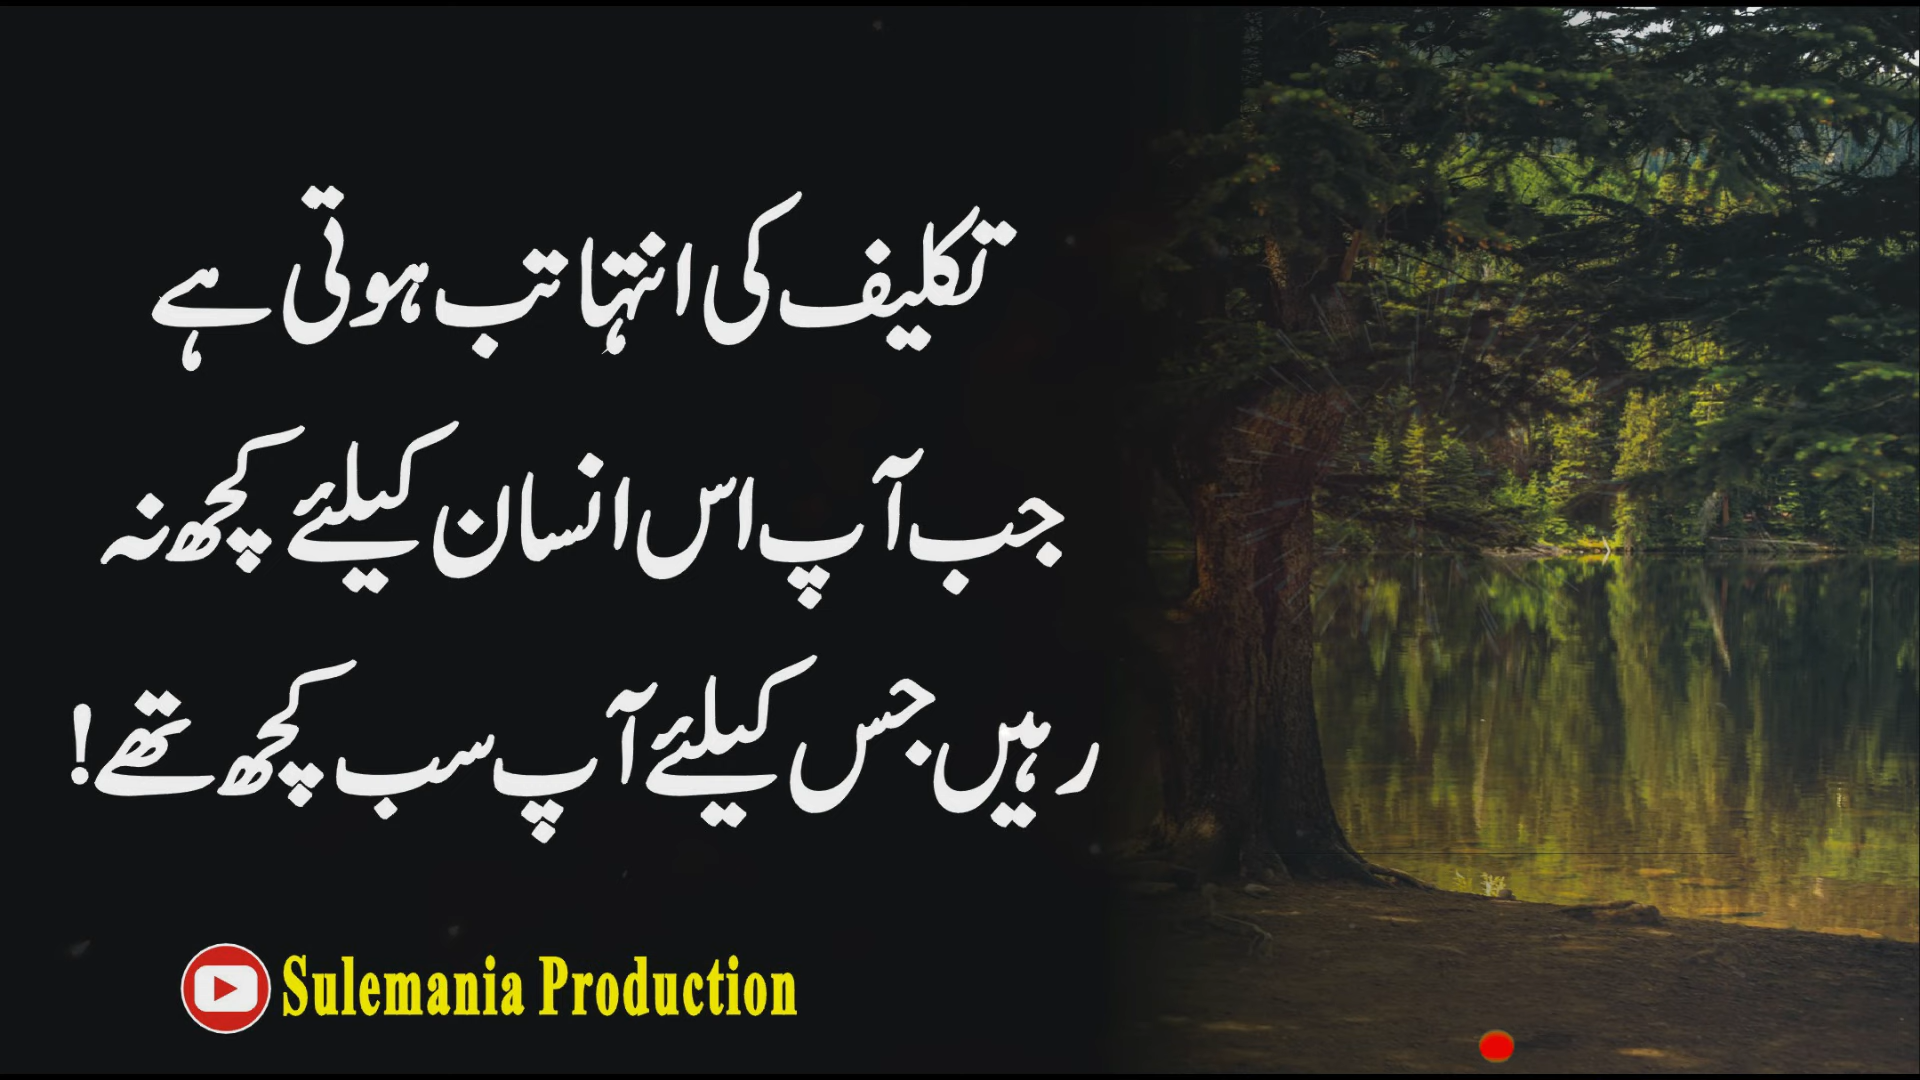 تکلیف کی انتہا تب ہوتی ہے
جب آپ اس انسان کیلئے کچھ نہ
رہیں جس کیلئے آپ سب کچھ تھے!
Sulemania Production